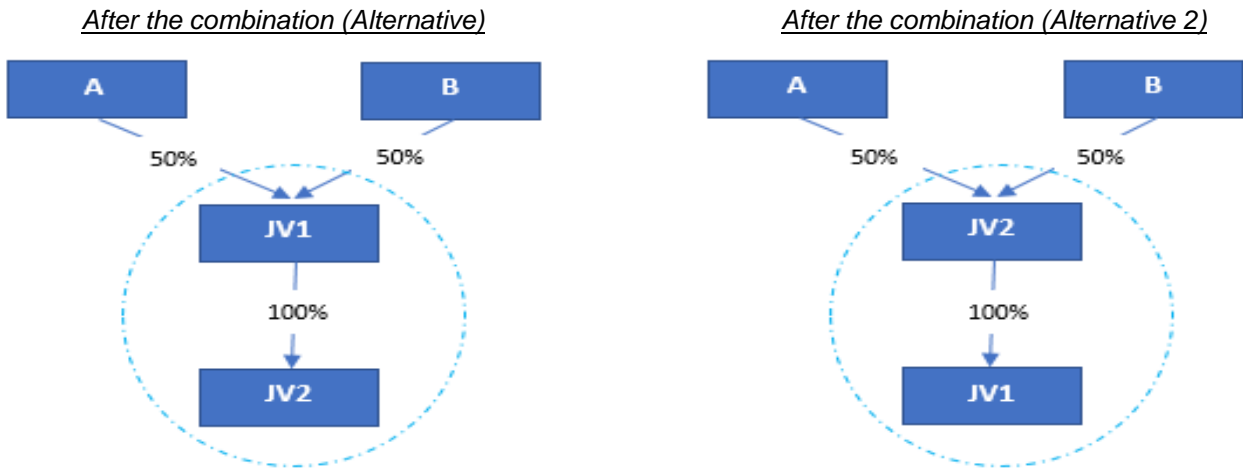 After the combination (Alternative)
A
B
50%
50%
JV1
100%
JV2
After the combination (Alternative 2)
A
B
50%
50%
JV2
100%
JV1